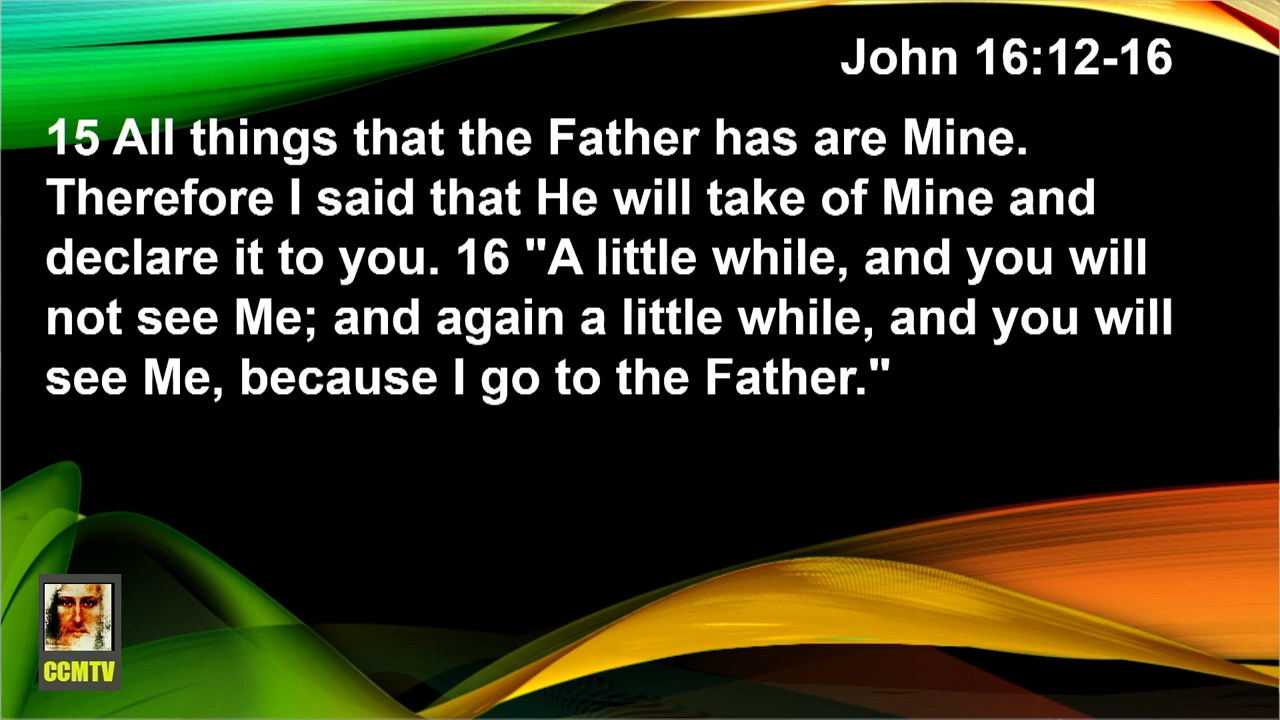 John 16:12-16
15 All things that the Father has are Mine.
Therefore I said that He will take of Mine and
declare it to you. 16 "A little while, and you will
not see Me; and again a little while, and you will
see Me, because I go to the Father."
CCMTV